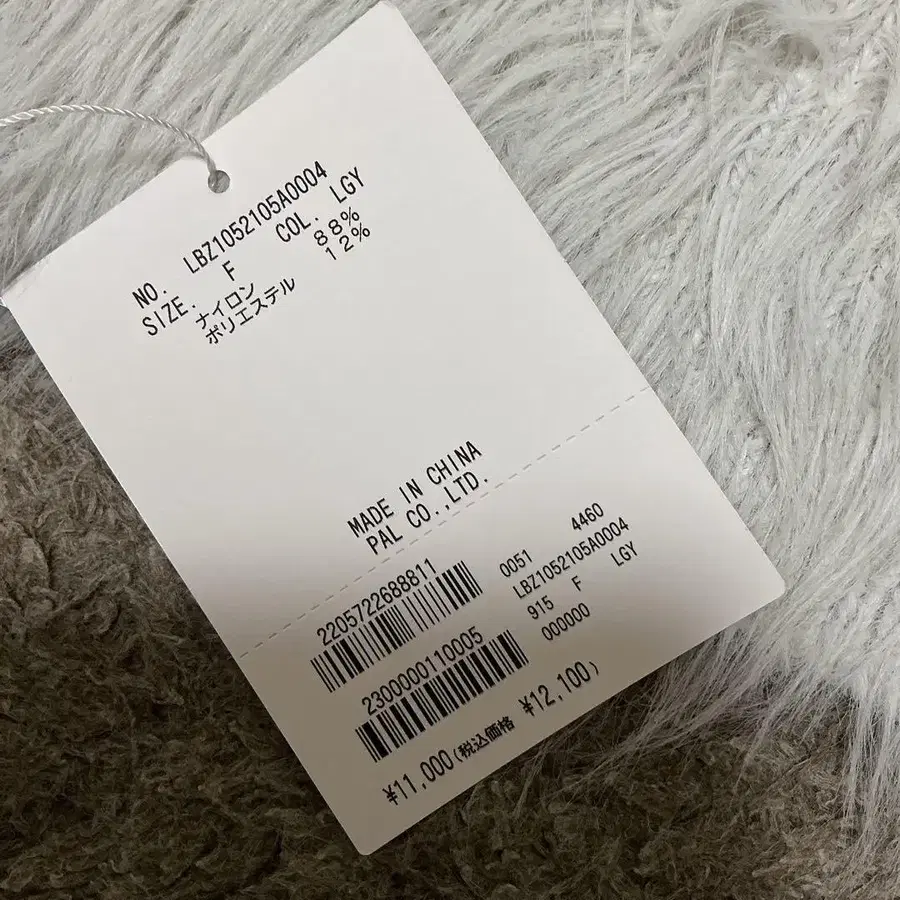 NO. LBZ1052105A0004
SIZE. F COL. LGY
ナイロン 88%
ポリエステル 12%
MADE IN CHINA
PAL CO.,LTD.
2205722688811
0051 4460
LBZ1052105A0004
915 F LGY
000000
2300000110005
¥11,000(税込価格 ¥12,100)